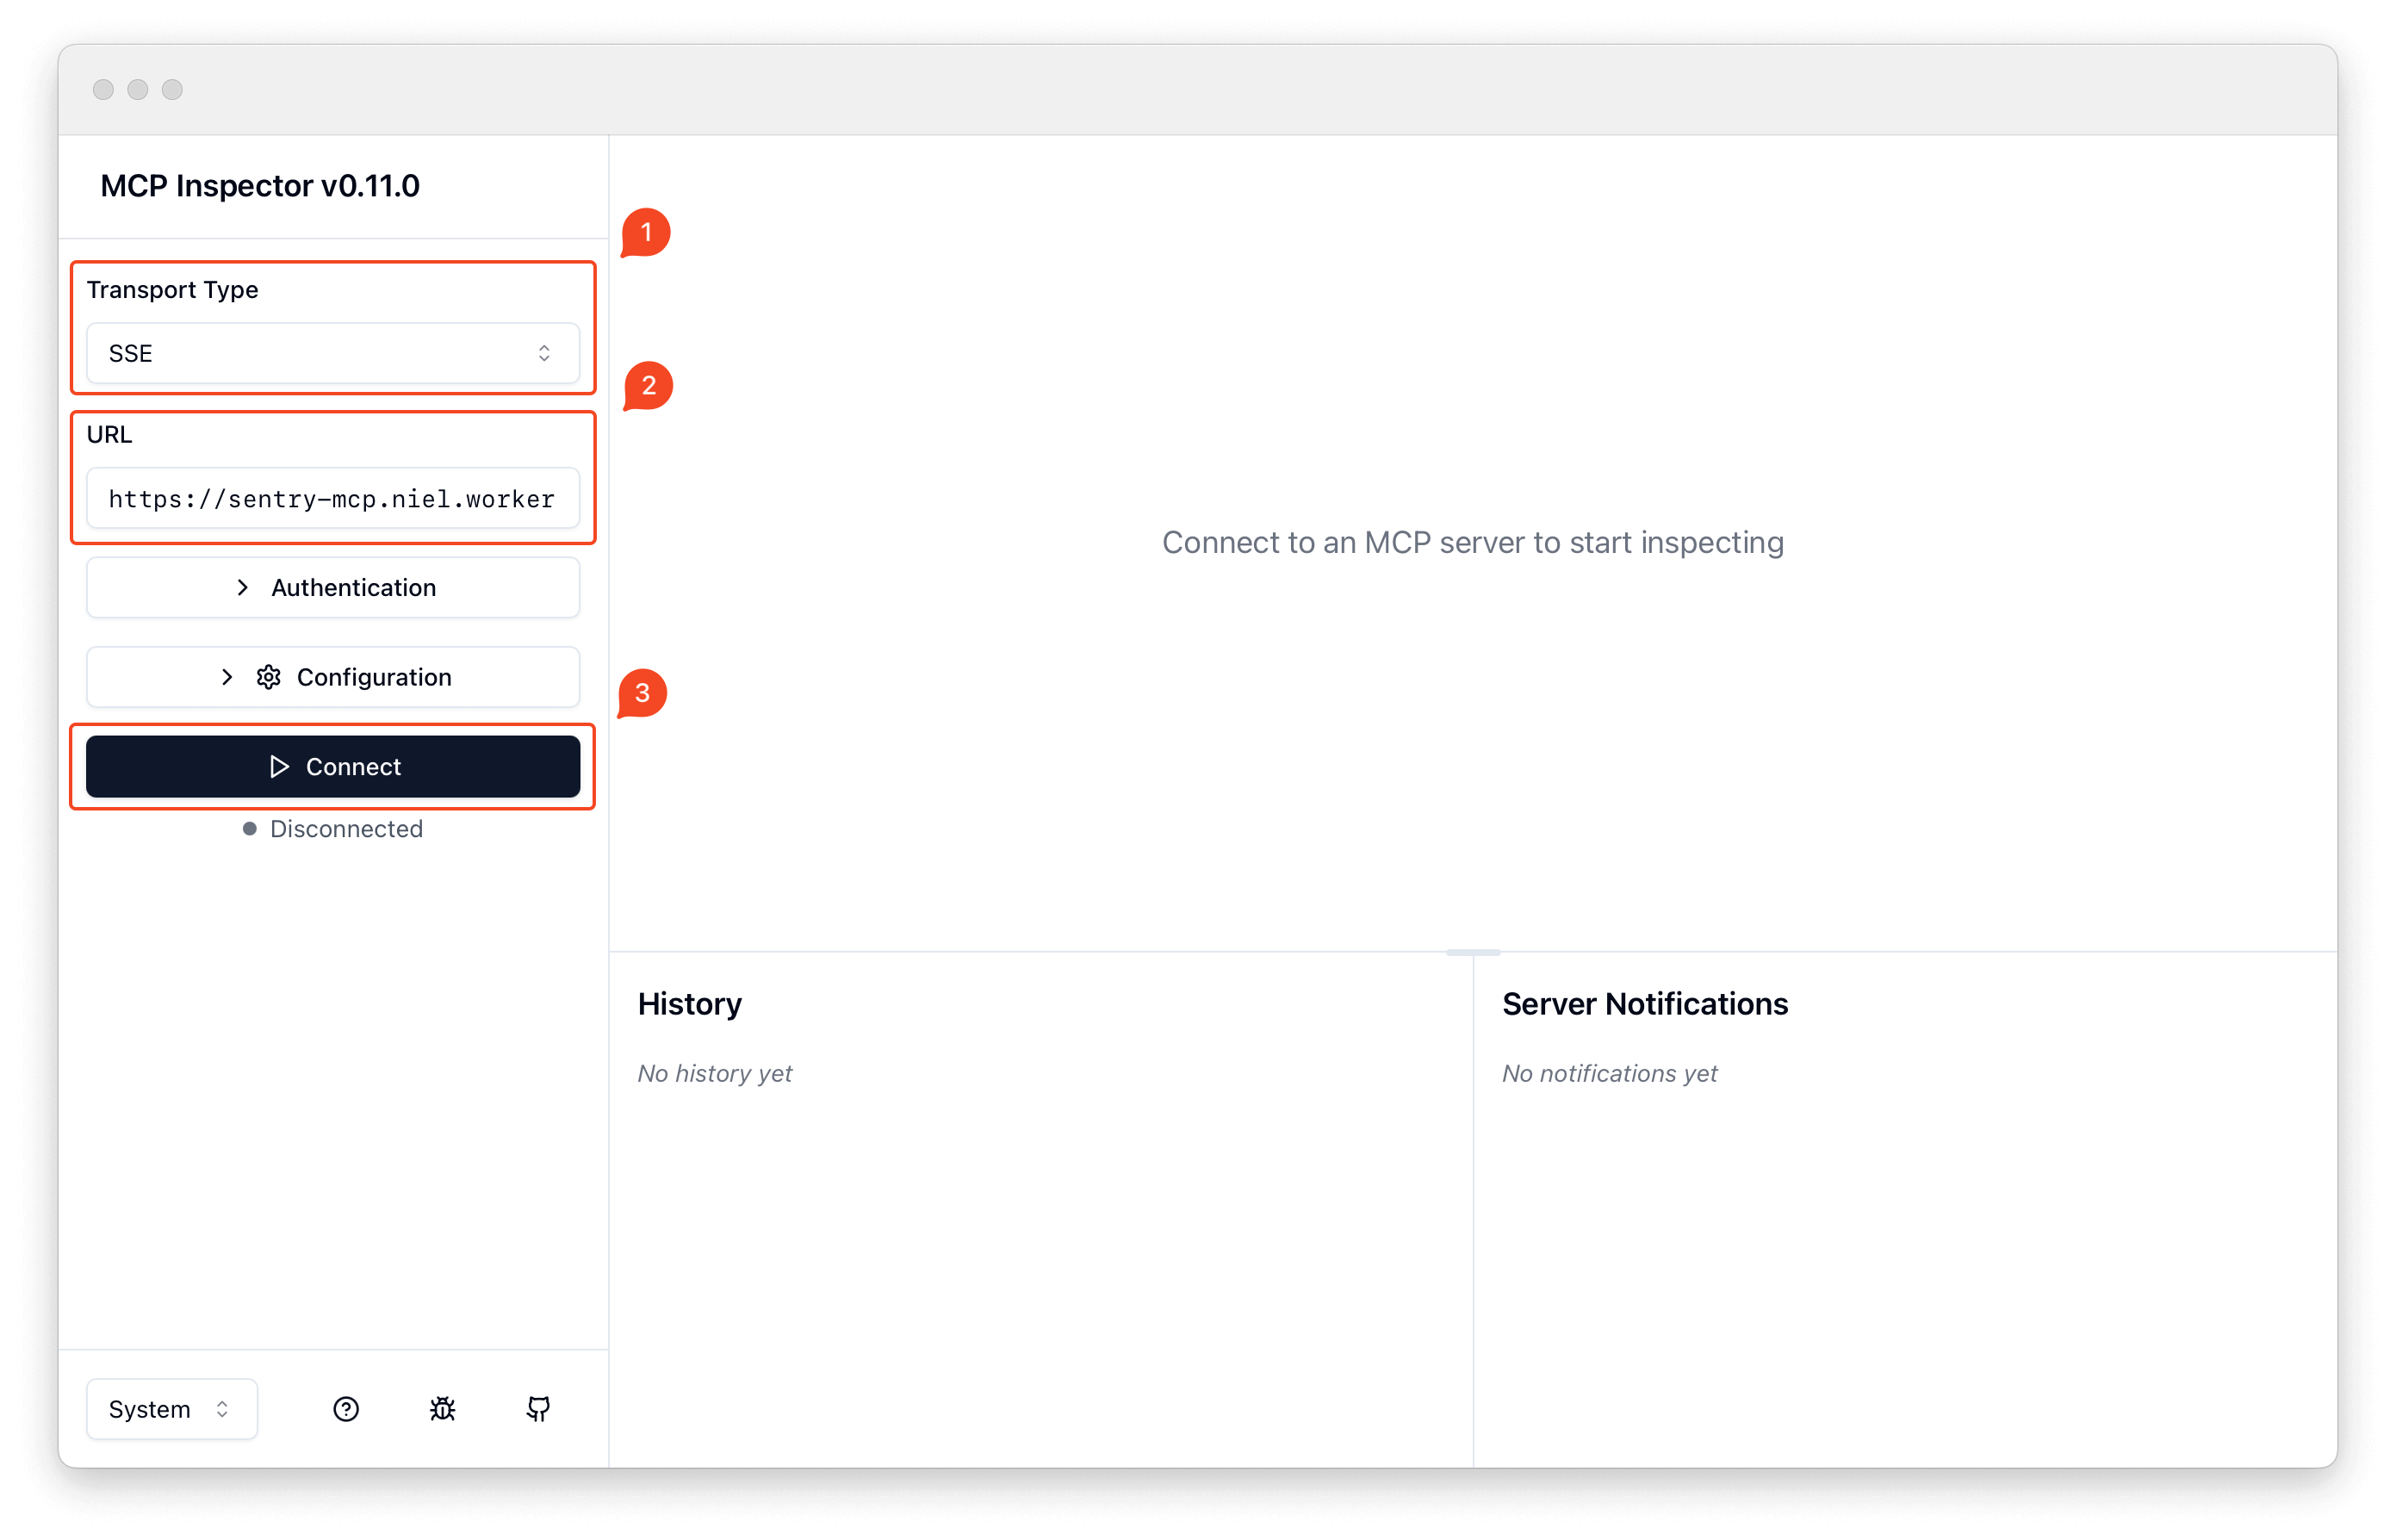 MCP Inspector v0.11.0
1
Transport Type
SSE
2
URL
https://sentry-mcp.niel.worker
Authentication
Configuration
3
Connect
Disconnected
Connect to an MCP server to start inspecting
History
No history yet
Server Notifications
No notifications yet
System